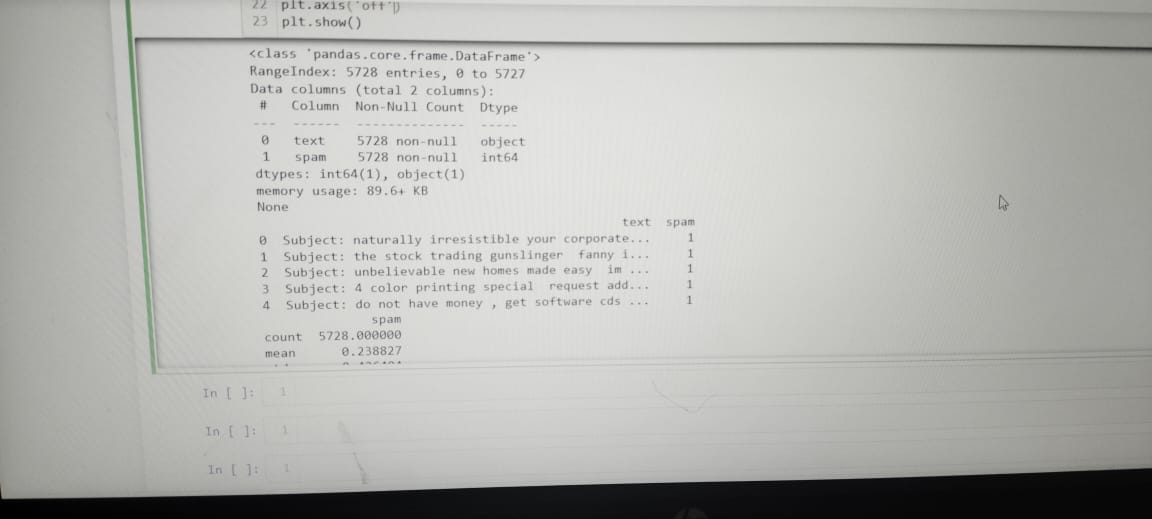 22 plt.axis('off')
23 plt.show()
<class 'pandas.core.frame.DataFrame'>
RangeIndex: 5728 entries, 0 to 5727
Data columns (total 2 columns):
# Column Non-Null Count Dtype
--- ------ -------------- -----
0 text 5728 non-null object
1 spam 5728 non-null int64
dtypes: int64(1), object(1)
memory usage: 89.6+ KB
None
text spam
0 Subject: naturally irresistible your corporate... 1
1 Subject: the stock trading gunslinger fanny i... 1
2 Subject: unbelievable new homes made easy im ... 1
3 Subject: 4 color printing special request add... 1
4 Subject: do not have money , get software cds ... 1
spam
count 5728.000000
mean 0.238827
In [ ]: 1
In [ ]: 1
In [ ]: 1